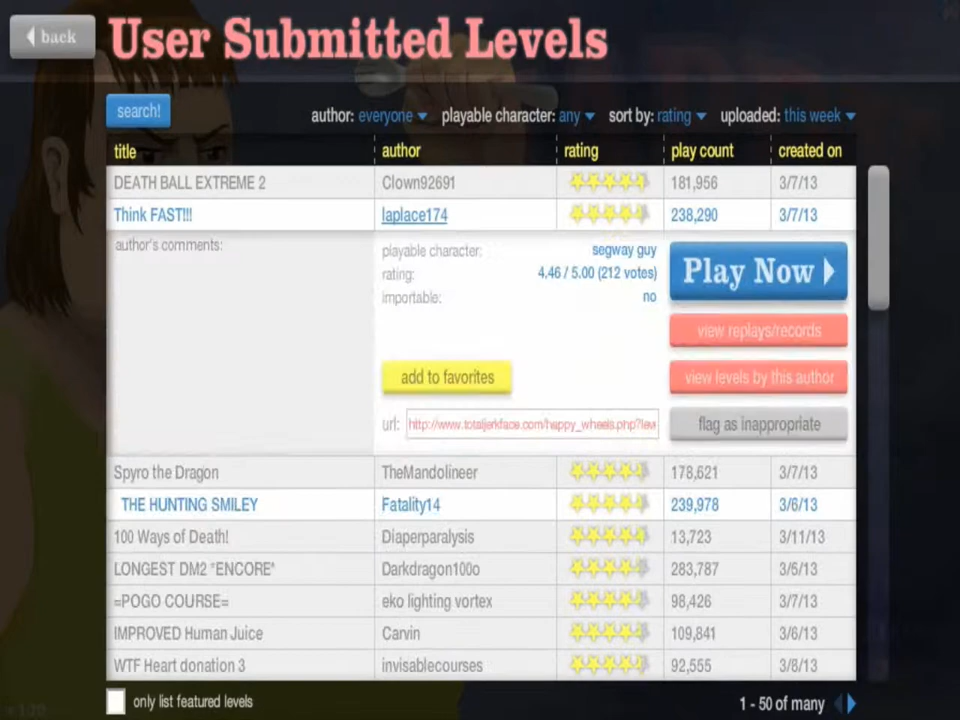 back
User Submitted Levels
search!
author: everyone playable character: any sort by: rating uploaded: this week
title author rating play count created on
DEATH BALL EXTREME 2 Clown92691 181,956 3/7/13
Think FAST!!! laplace174 238,290 3/7/13
author's comments:
playable character: segway guy
rating: 4.46 / 5.00 (212 votes)
importable: no
Play Now
view replays/records
add to favorites
view levels by this author
url: http://www.totaljerkface.com/happy_wheels.php?lev
flag as inappropriate
Spyro the Dragon TheMandolineer 178,621 3/7/13
THE HUNTING SMILEY Fatality14 239,978 3/6/13
100 Ways of Death! Diaperparalysis 13,723 3/11/13
LONGEST DM2 "ENCORE" Darkdragon100o 283,787 3/5/13
=POGO COURSE= eko lighting vortex 98,426 3/7/13
IMPROVED Human Juice Carvin 109,841 3/6/13
WTF Heart donation 3 invisablecourses 92,555 3/8/13
only list featured levels
1 - 50 of many